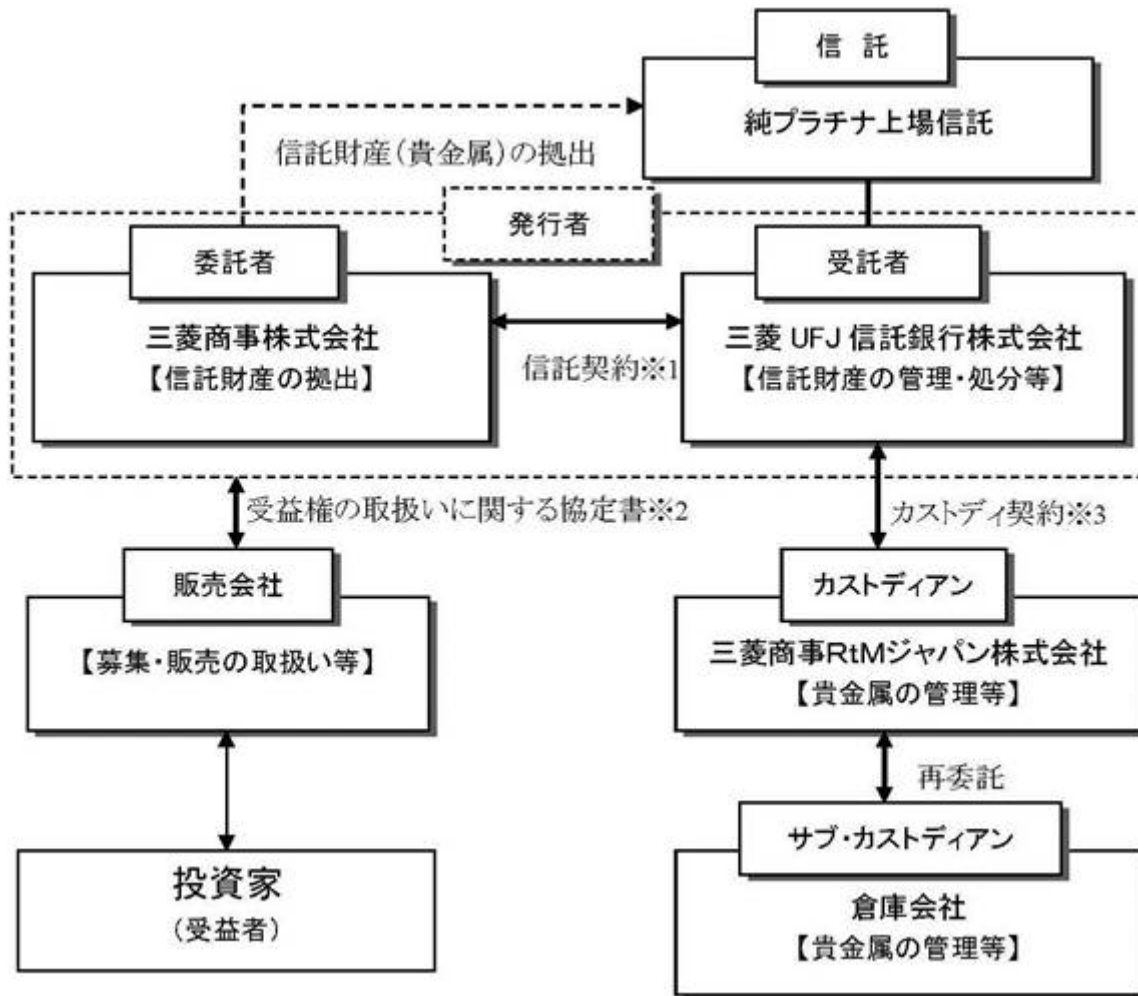 信 託
純プラチナ上場信託
信託財産(貴金属)の拠出
発行者
委託者
三菱商事株式会社
【信託財産の拠出】
信託契約※1
受託者
三菱 UFJ 信託銀行株式会社
【信託財産の管理・処分等】
受益権の取扱いに関する協定書※2
カストディ契約※3
販売会社
【募集・販売の取扱い等】
カストディアン
三菱商事RtMジャパン株式会社
【貴金属の管理等】
再委託
投資家
(受益者)
サブ・カストディアン
倉庫会社
【貴金属の管理等】